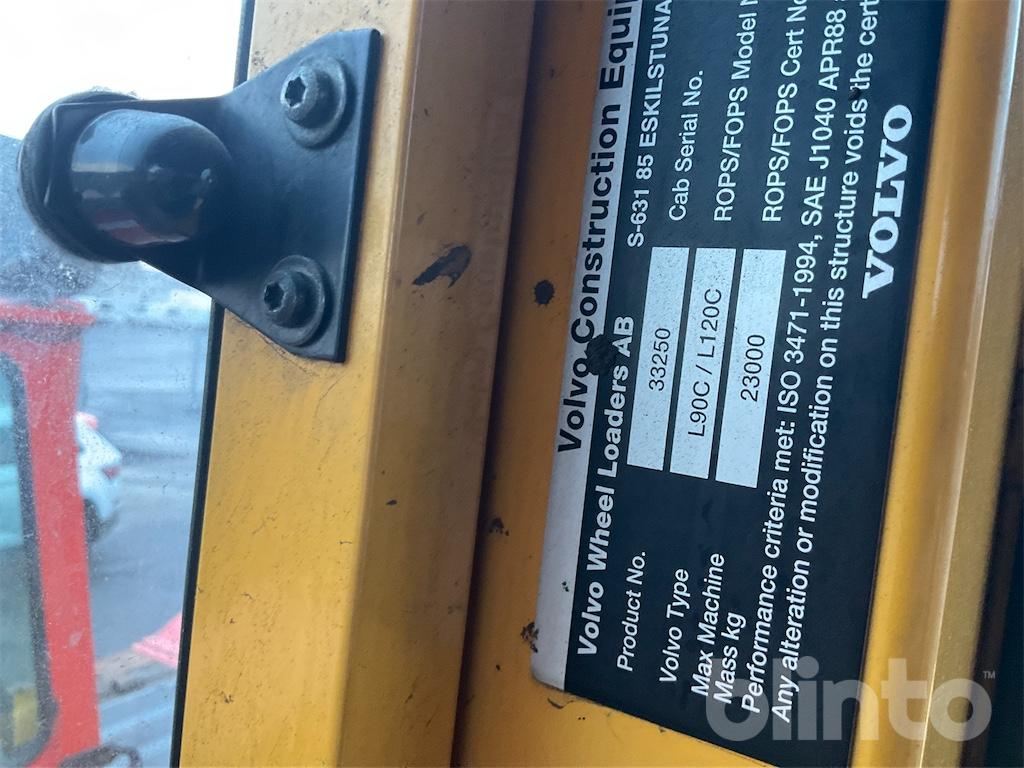 Volvo Construction Equip
Volvo Wheel Loaders AB
S-631 85 ESKILSTUNA
Product No. 33250 Cab Serial No.
Volvo Type L90C / L120C ROPS/FOPS Model N
Max Machine
Mass kg 23000 ROPS/FOPS Cert No
Performance criteria met: ISO 3471-1994, SAE J1040 APR88
Any alteration or modification on this structure voids the cert
VOLVO
blinto™